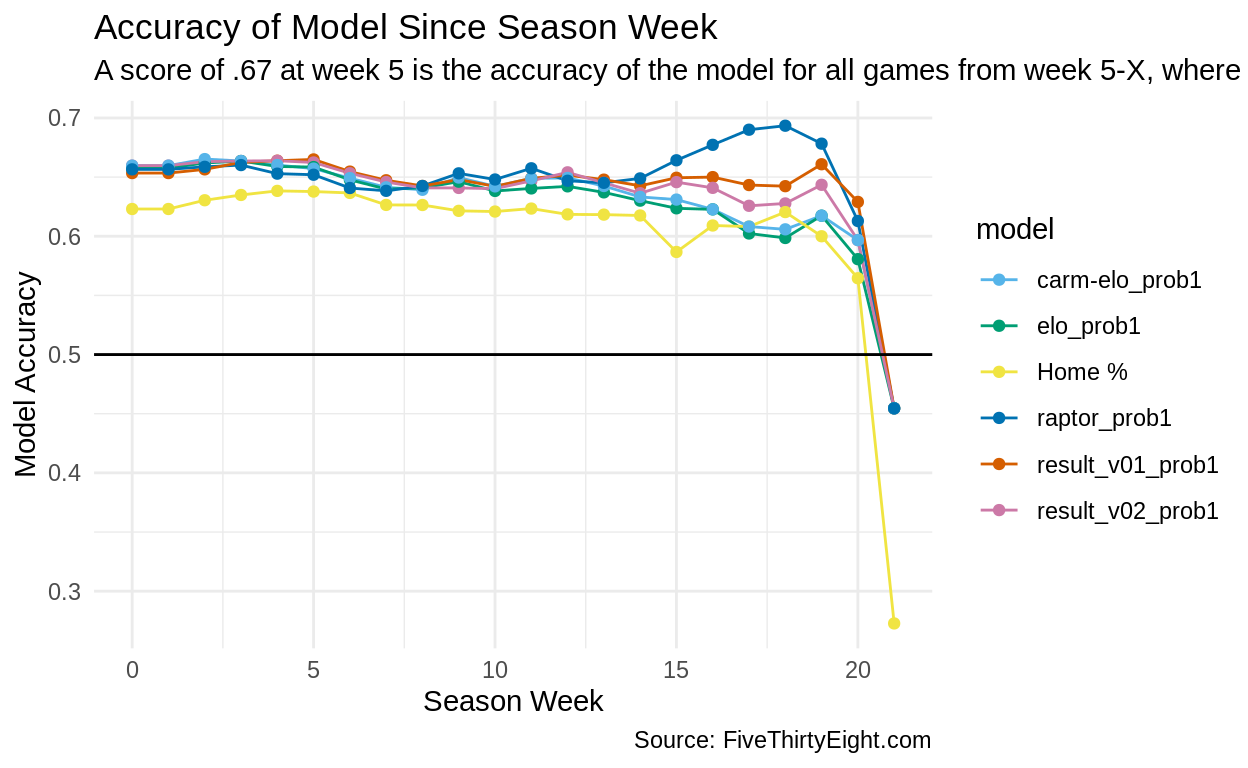 Accuracy of Model Since Season Week
A score of .67 at week 5 is the accuracy of the model for all games from week 5-X, where
0.7
0.6
0.5
0.4
0.3
Model Accuracy
0 5 10 15 20
Season Week
model
carm-elo_prob1
elo_prob1
Home %
raptor_prob1
result_v01_prob1
result_v02_prob1
Source: FiveThirtyEight.com